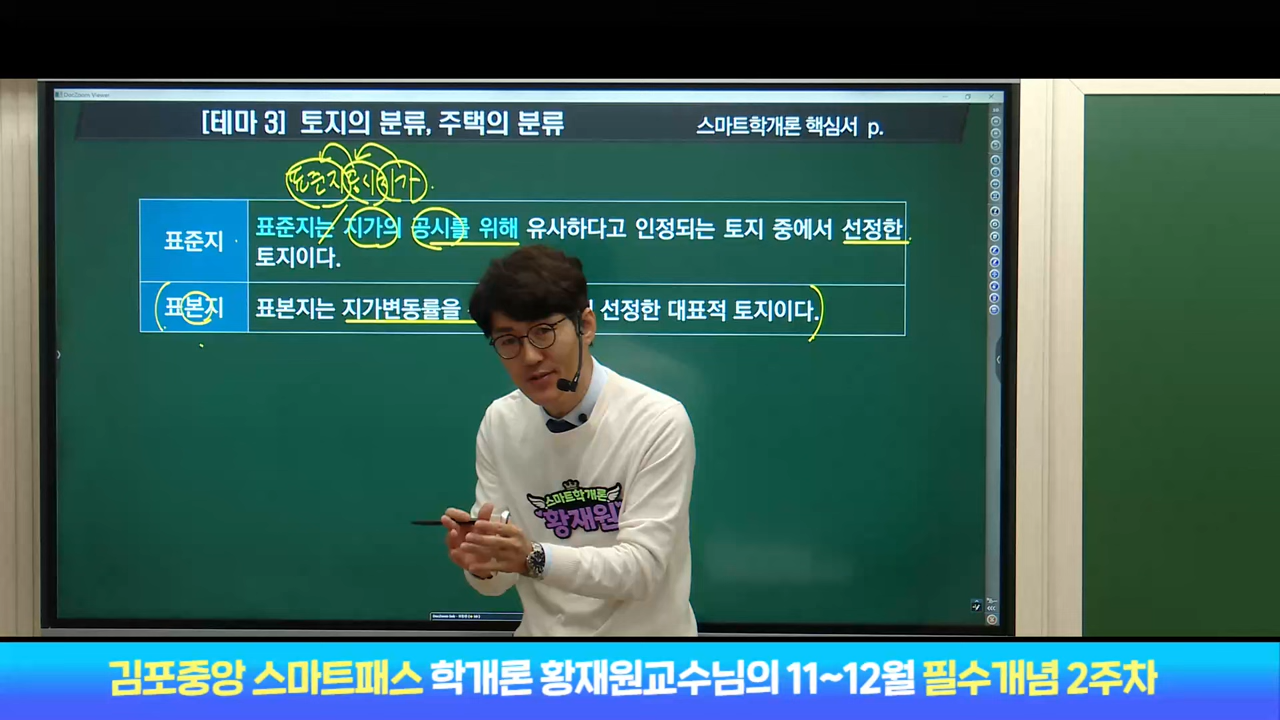 DocZoom Viewer
[테마 3] 토지의 분류, 주택의 분류
스마트학개론 핵심서 p.
표준지공시지가
표준지
표준지는 지가의 공시를 위해 유사하다고 인정되는 토지 중에서 선정한
토지이다.
표본지
표본지는 지가변동률을 선정한 대표적 토지이다.
스마트학개론
황재원
김포중앙 스마트패스 학개론 황재원교수님의 11~12월 필수개념 2주차